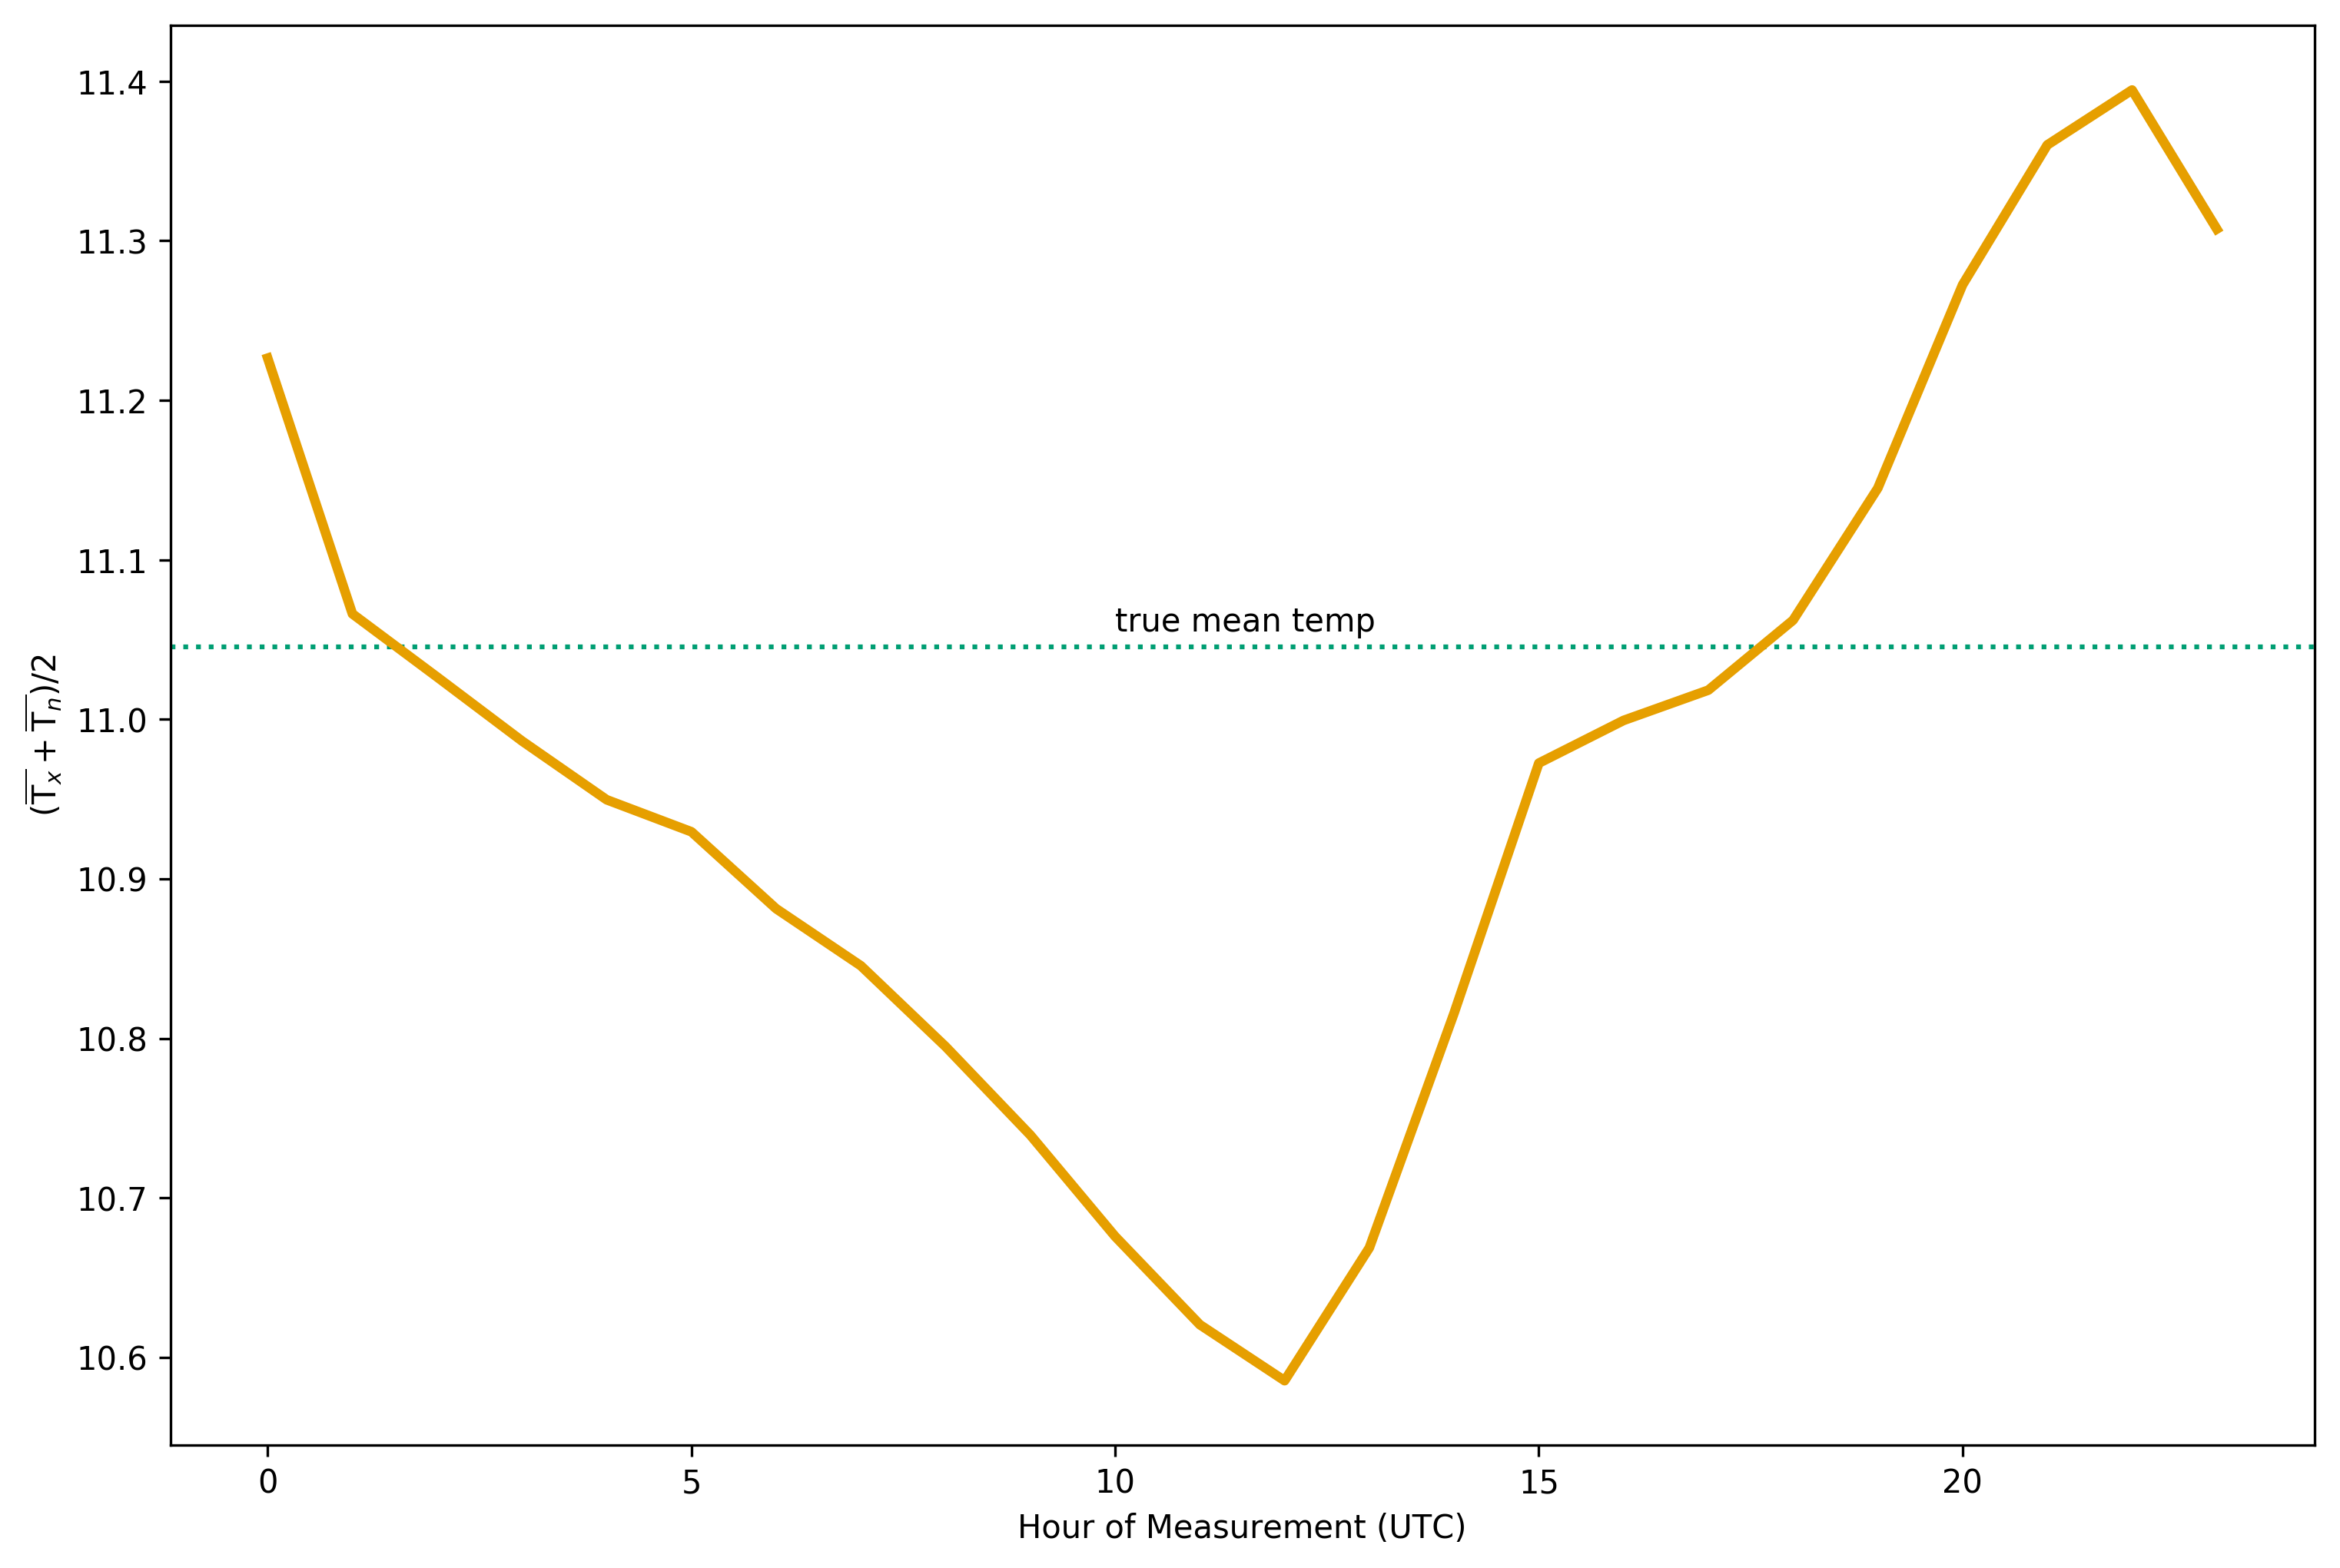 11.4
11.3
11.2
11.1
11.0
10.9
10.8
10.7
10.6
(T̅ₓ + T̅ₙ)/2
true mean temp
0 5 10 15 20
Hour of Measurement (UTC)